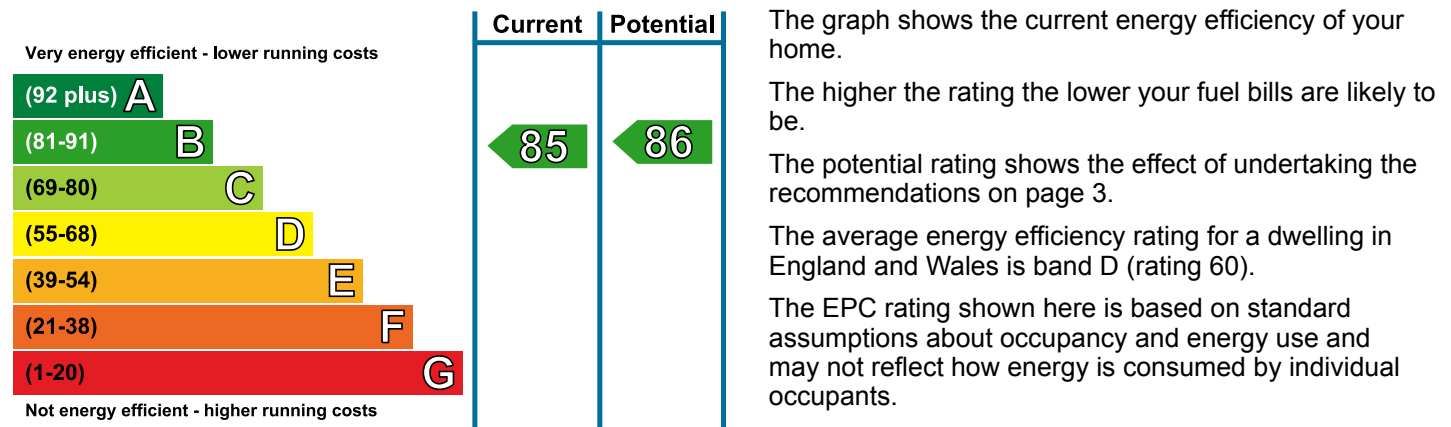 Current Potential
Very energy efficient - lower running costs
(92 plus) A
(81-91) B
85
86
(69-80) C
(55-68) D
(39-54) E
(21-38) F
(1-20) G
Not energy efficient - higher running costs
The graph shows the current energy efficiency of your
home.
The higher the rating the lower your fuel bills are likely to
be.
The potential rating shows the effect of undertaking the
recommendations on page 3.
The average energy efficiency rating for a dwelling in
England and Wales is band D (rating 60).
The EPC rating shown here is based on standard
assumptions about occupancy and energy use and
may not reflect how energy is consumed by individual
occupants.